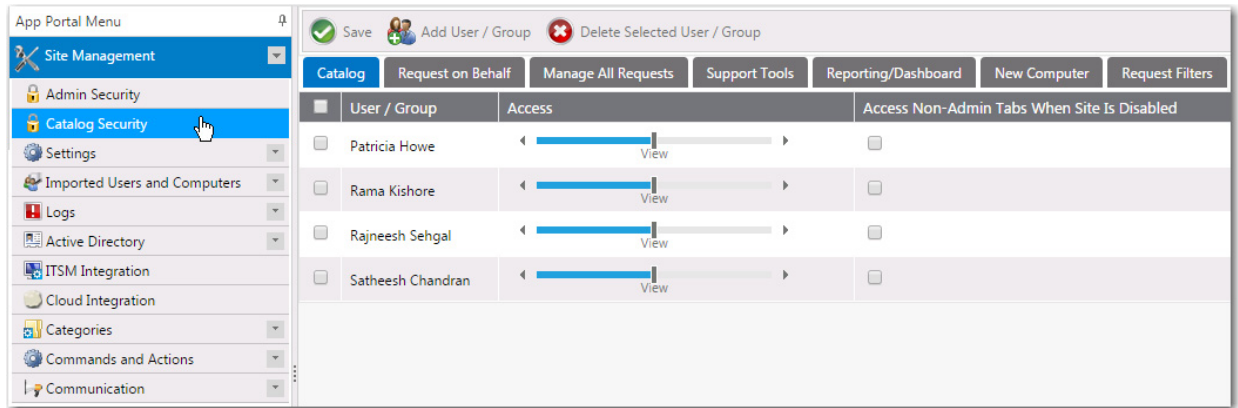 App Portal Menu
Site Management
Admin Security
Catalog Security
Settings
Imported Users and Computers
Logs
Active Directory
ITSM Integration
Cloud Integration
Categories
Commands and Actions
Communication
Save Add User / Group Delete Selected User / Group
Catalog Request on Behalf Manage All Requests Support Tools Reporting/Dashboard New Computer Request Filters
User / Group Access Access Non-Admin Tabs When Site Is Disabled
Patricia Howe
View
Rama Kishore
View
Rajneesh Sehgal
View
Satheesh Chandran
View